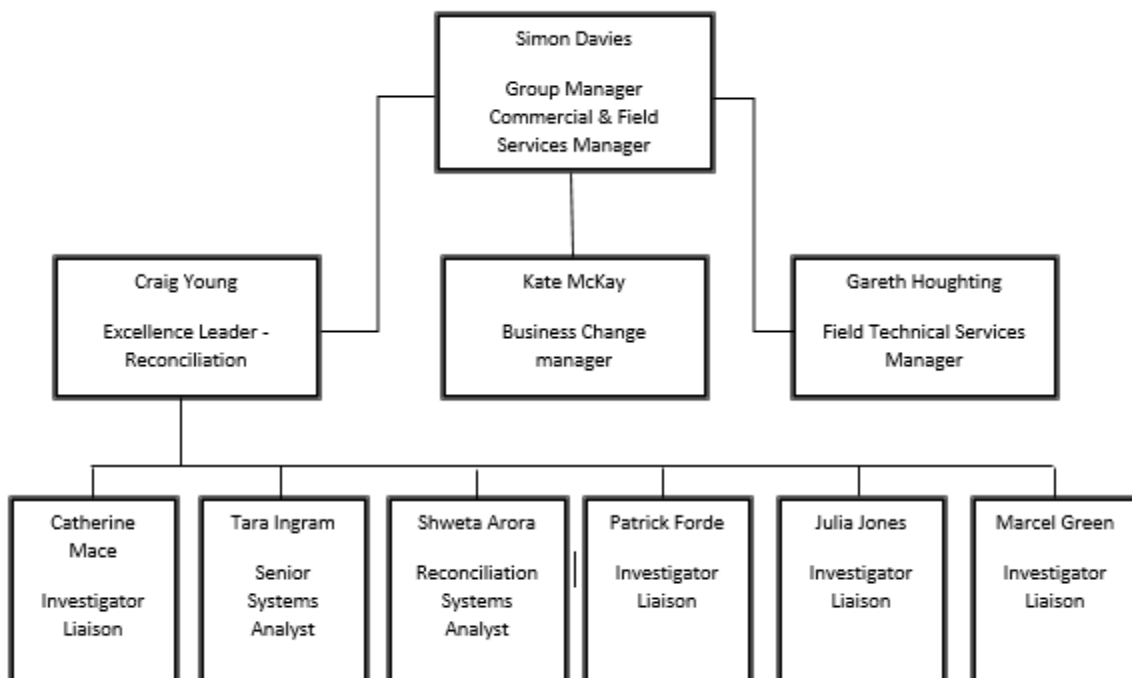 Simon Davies
Group Manager
Commercial & Field
Services Manager
Craig Young
Excellence Leader -
Reconciliation
Kate McKay
Business Change
manager
Gareth Houghting
Field Technical Services
Manager
Catherine
Mace
Investigator
Liaison
Tara Ingram
Senior
Systems
Analyst
Shweta Arora
Reconciliation
Systems
Analyst
Patrick Forde
Investigator
Liaison
Julia Jones
Investigator
Liaison
Marcel Green
Investigator
Liaison